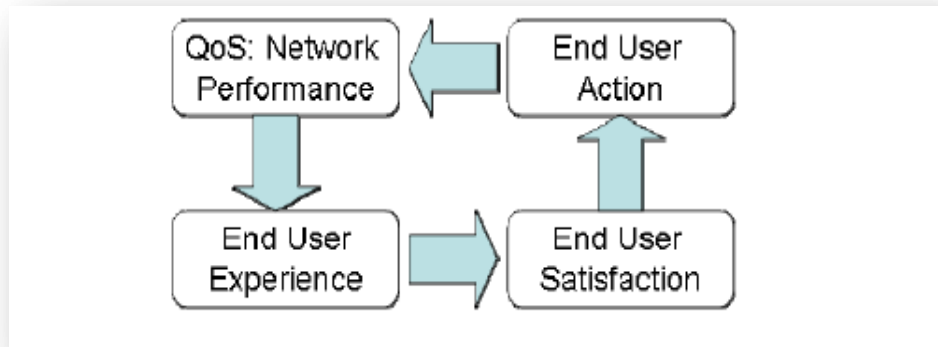 QoS: Network
Performance
End User
Action
End User
Experience
End User
Satisfaction